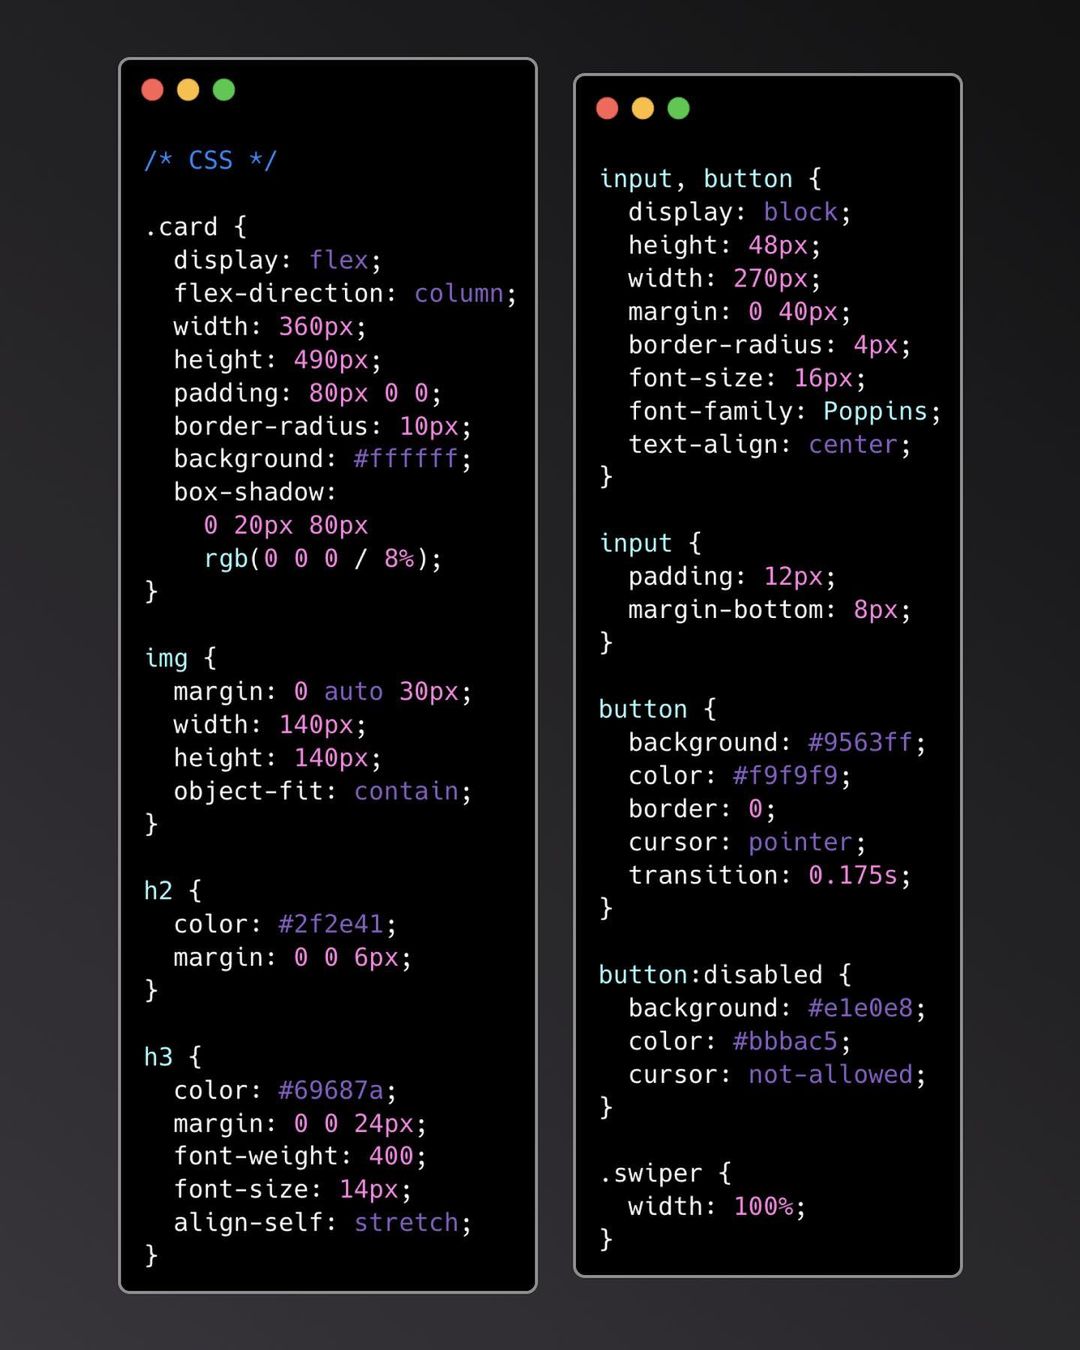 /* CSS */

.card {
  display: flex;
  flex-direction: column;
  width: 360px;
  height: 490px;
  padding: 80px 0 0;
  border-radius: 10px;
  background: #ffffff;
  box-shadow:
    0 20px 80px
    rgb(0 0 0 / 8%);
}

img {
  margin: 0 auto 30px;
  width: 140px;
  height: 140px;
  object-fit: contain;
}

h2 {
  color: #2f2e41;
  margin: 0 0 6px;
}

h3 {
  color: #69687a;
  margin: 0 0 24px;
  font-weight: 400;
  font-size: 14px;
  align-self: stretch;
}

input, button {
  display: block;
  height: 48px;
  width: 270px;
  margin: 0 40px;
  border-radius: 4px;
  font-size: 16px;
  font-family: Poppins;
  text-align: center;
}

input {
  padding: 12px;
  margin-bottom: 8px;
}

button {
  background: #9563ff;
  color: #f9f9f9;
  border: 0;
  cursor: pointer;
  transition: 0.175s;
}

button:disabled {
  background: #e1e0e8;
  color: #bbbac5;
  cursor: not-allowed;
}

.swiper {
  width: 100%;
}